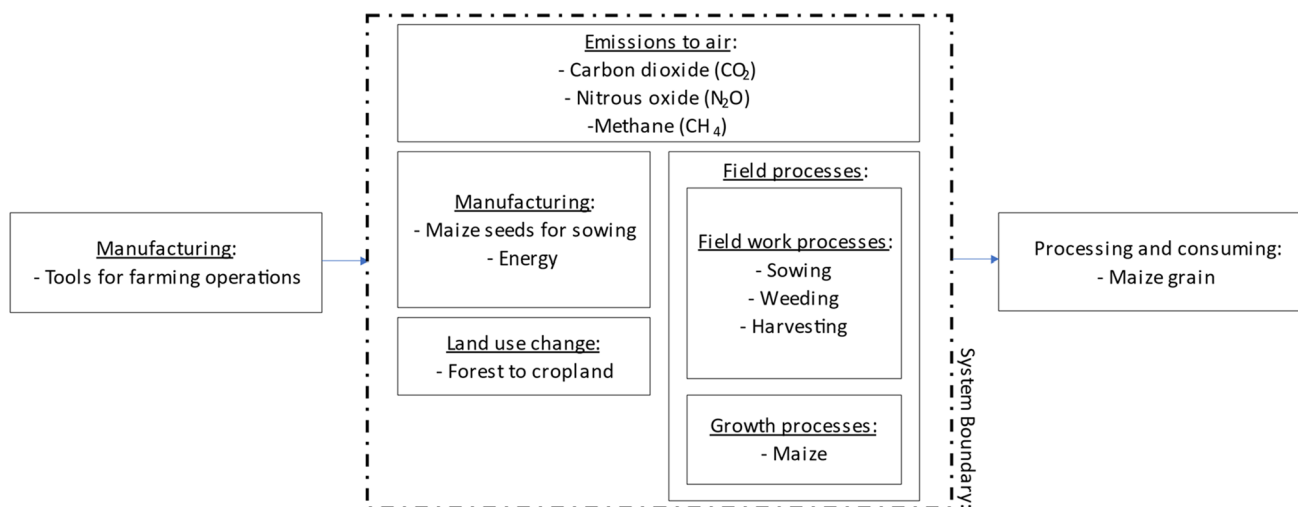 Emissions to air:
- Carbon dioxide (CO₂)
- Nitrous oxide (N₂O)
-Methane (CH₄)
Manufacturing:
- Tools for farming operations
Manufacturing:
- Maize seeds for sowing
- Energy
Land use change:
- Forest to cropland
Field processes:
Field work processes:
- Sowing
- Weeding
- Harvesting
Growth processes:
- Maize
System Boundary:
Processing and consuming:
- Maize grain